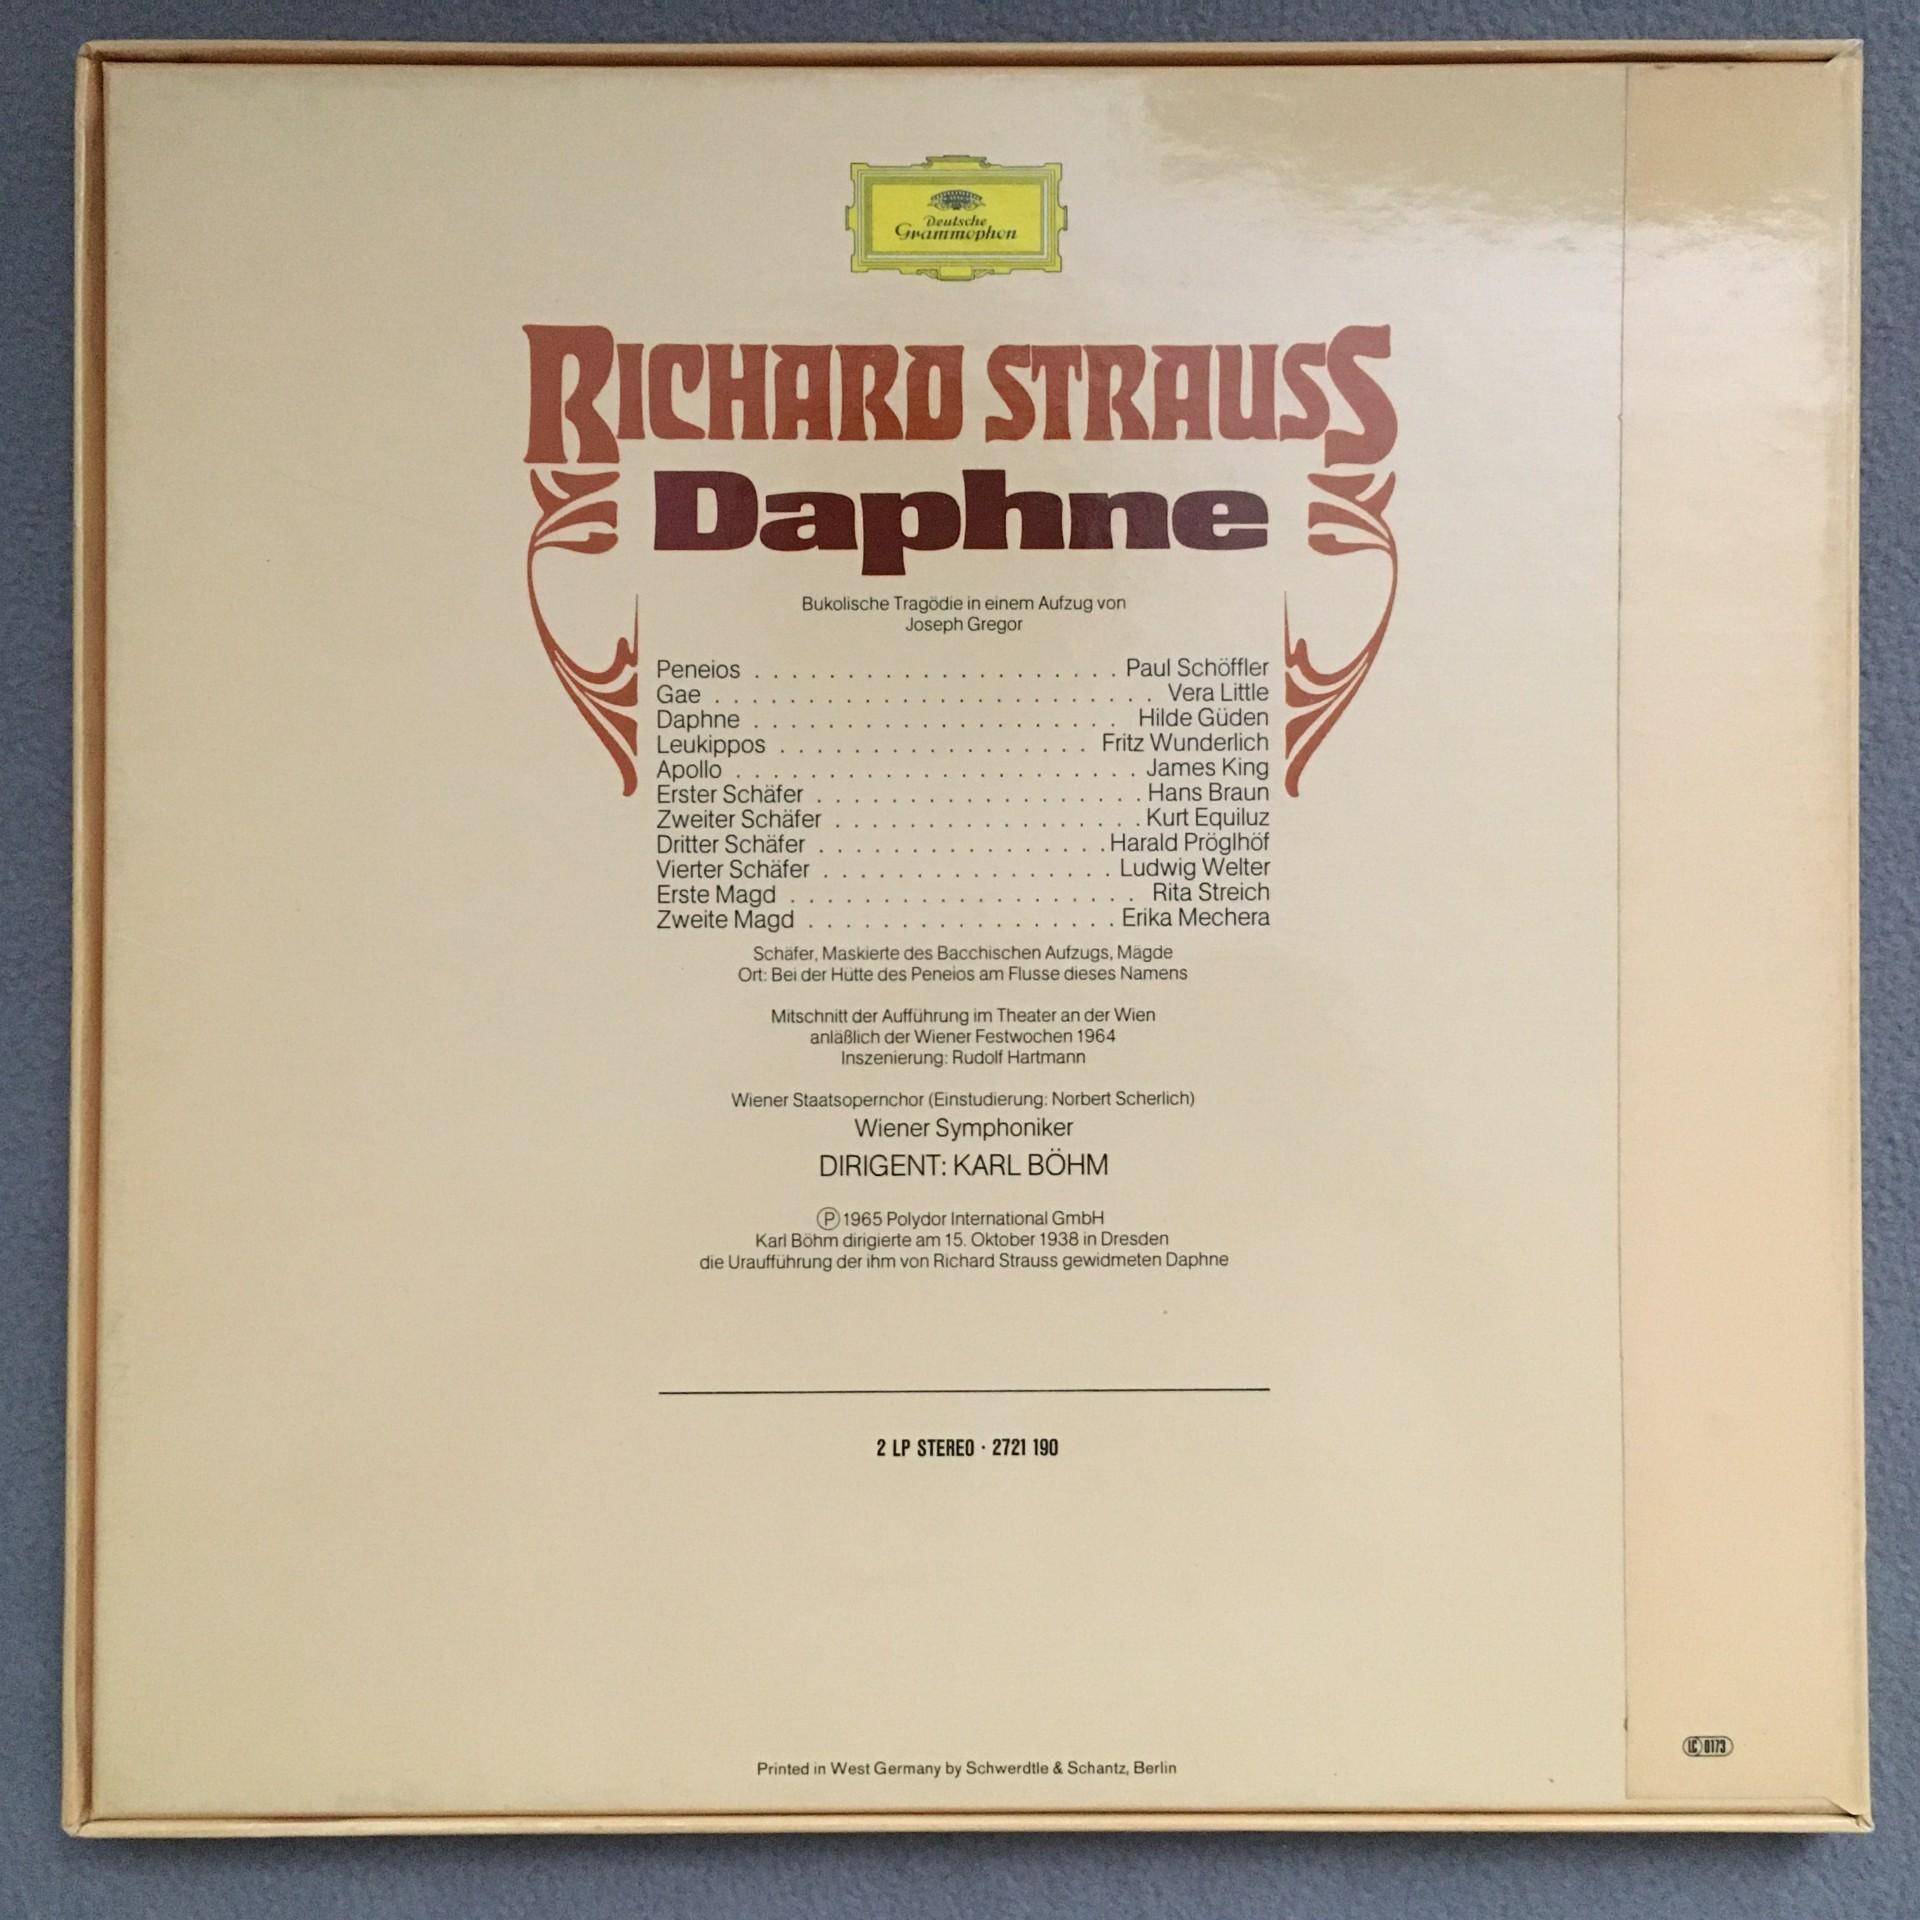 Deutsche
Grammophon
RICHARD STRAUSS
Daphne
Bukolische Tragödie in einem Aufzug von
Joseph Gregor
Peneios . . . . . . . . . . . . . . . . . . . . Paul Schöffler
Gae . . . . . . . . . . . . . . . . . . . . . . . . Vera Little
Daphne . . . . . . . . . . . . . . . . . . . . Hilde Güden
Leukippos . . . . . . . . . . . . . . . . . Fritz Wunderlich
Apollo . . . . . . . . . . . . . . . . . . . . . . James King
Erster Schäfer . . . . . . . . . . . . . . . . . . Hans Braun
Zweiter Schäfer . . . . . . . . . . . . . . . . . Kurt Equiluz
Dritter Schäfer . . . . . . . . . . . . . . . . Harald Pröglhöf
Vierter Schäfer . . . . . . . . . . . . . . . . Ludwig Welter
Erste Magd . . . . . . . . . . . . . . . . . . . Rita Streich
Zweite Magd . . . . . . . . . . . . . . . . . Erika Mechera
Schäfer, Maskierte des Bacchischen Aufzugs, Mägde
Ort: Bei der Hütte des Peneios am Flusse dieses Namens
Mitschnitt der Aufführung im Theater an der Wien
anläßlich der Wiener Festwochen 1964
Inszenierung: Rudolf Hartmann
Wiener Staatsopernchor (Einstudierung: Norbert Scherlich)
Wiener Symphoniker
DIRIGENT: KARL BÖHM
Ⓟ 1965 Polydor International GmbH
Karl Böhm dirigierte am 15. Oktober 1938 in Dresden
die Uraufführung der ihm von Richard Strauss gewidmeten Daphne
2 LP STEREO · 2721 190
LC 0173
Printed in West Germany by Schwerdtle & Schantz, Berlin